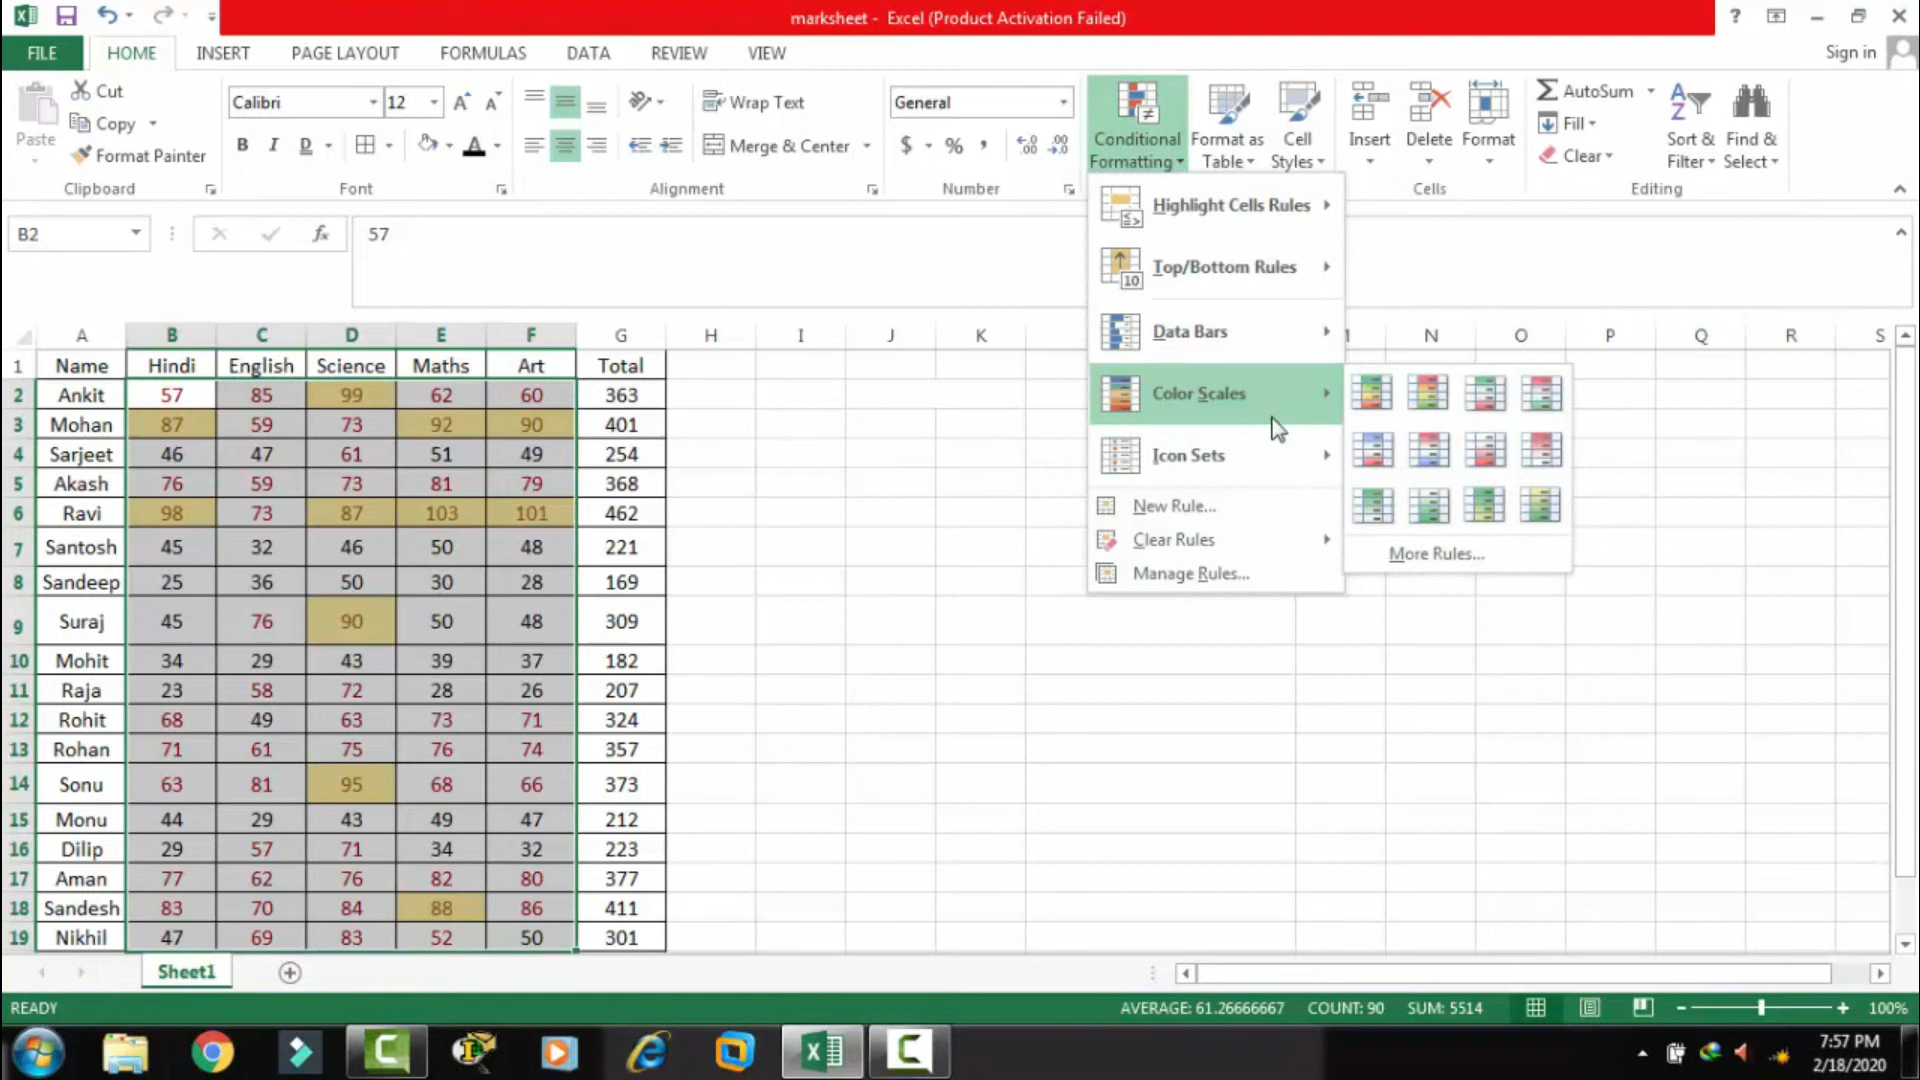 marksheet - Excel (Product Activation Failed)
?
FILE HOME INSERT PAGE LAYOUT FORMULAS DATA REVIEW VIEW Sign in
Paste Cut Copy Format Painter
Clipboard
Calibri 12 A A
B I D A
Font
Wrap Text
Merge & Center
Alignment
General
$ % , .00 .00
Number
Conditional Formatting Format as Table Cell Styles
Insert Delete Format
Cells
AutoSum Fill Clear
Sort & Filter Find & Select
Editing
B2 fx 57
Highlight Cells Rules
Top/Bottom Rules
Data Bars
Color Scales
Icon Sets
New Rule...
Clear Rules
Manage Rules...
More Rules...
A B C D E F G H I J K M N O P Q R S
1 Name Hindi English Science Maths Art Total
2 Ankit 57 85 99 62 60 363
3 Mohan 87 59 73 92 90 401
4 Sarjeet 46 47 61 51 49 254
5 Akash 76 59 73 81 79 368
6 Ravi 98 73 87 103 101 462
7 Santosh 45 32 46 50 48 221
8 Sandeep 25 36 50 30 28 169
9 Suraj 45 76 90 50 48 309
10 Mohit 34 29 43 39 37 182
11 Raja 23 58 72 28 26 207
12 Rohit 68 49 63 73 71 324
13 Rohan 71 61 75 76 74 357
14 Sonu 63 81 95 68 66 373
15 Monu 44 29 43 49 47 212
16 Dilip 29 57 71 34 32 223
17 Aman 77 62 76 82 80 377
18 Sandesh 83 70 84 88 86 411
19 Nikhil 47 69 83 52 50 301
Sheet1
READY AVERAGE: 61.26666667 COUNT: 90 SUM: 5514 100%
7:57 PM
2/18/2020